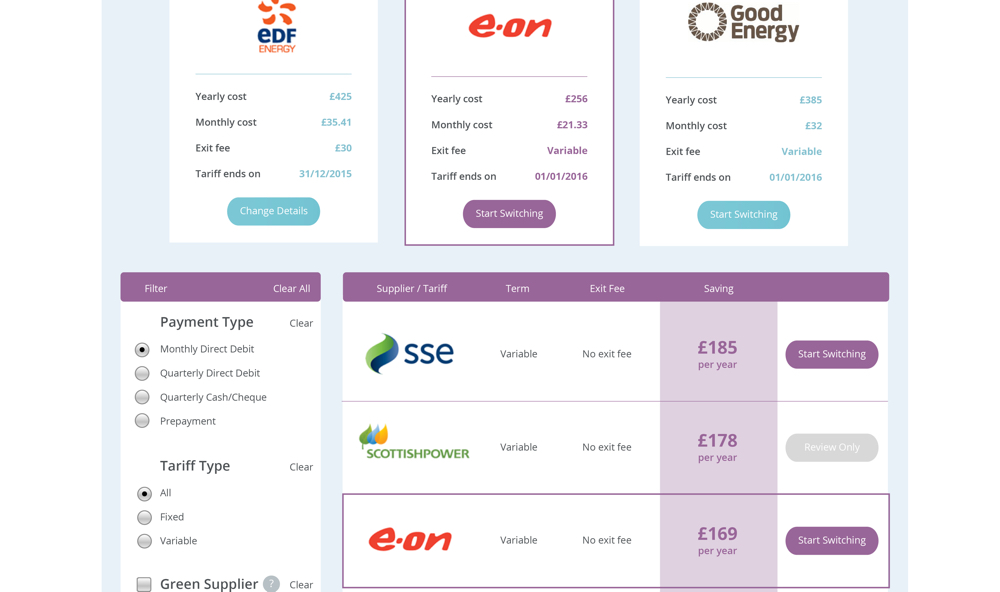 eDF
ENERGY
Yearly cost £425
Monthly cost £35.41
Exit fee £30
Tariff ends on 31/12/2015
Change Details
e·on
Yearly cost £256
Monthly cost £21.33
Exit fee Variable
Tariff ends on 01/01/2016
Start Switching
Good
Energy
Yearly cost £385
Monthly cost £32
Exit fee Variable
Tariff ends on 01/01/2016
Start Switching
Filter Clear All
Payment Type Clear
Monthly Direct Debit
Quarterly Direct Debit
Quarterly Cash/Cheque
Prepayment
Tariff Type Clear
All
Fixed
Variable
Green Supplier ? Clear
Supplier / Tariff Term Exit Fee Saving
sse Variable No exit fee £185 Start Switching
per year
SCOTTISHPOWER Variable No exit fee £178 Review Only
per year
e·on Variable No exit fee £169 Start Switching
per year